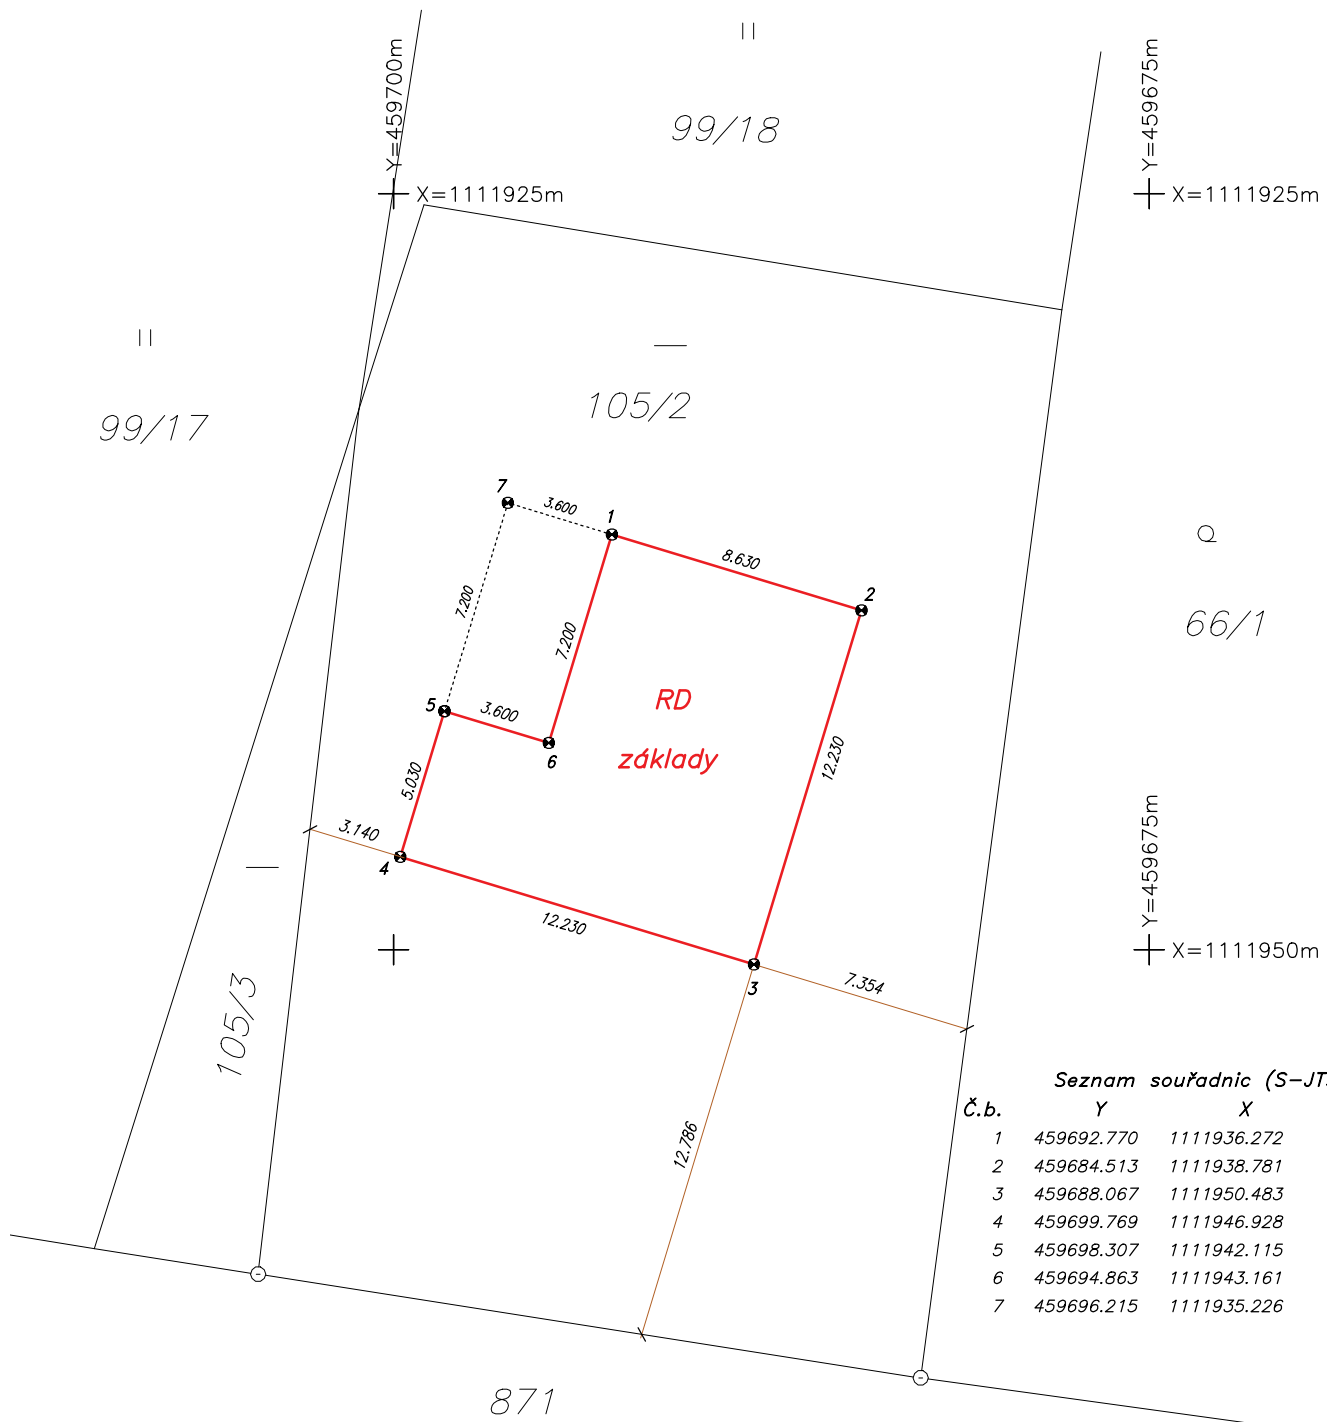 Y=459700m
Y=459675m
99/18
X=1111925m
X=1111925m
99/17
105/2
7
3.600
1
8.630
Q
2
66/1
7.200
7.200
5
3.600
RD
6
základy
5.030
12.230
3.140
4
12.230
Y=459675m
X=1111950m
3
7.354
105/3
12.786
Seznam souřadnic (S-JT
Č.b. Y X
1 459692.770 1111936.272
2 459684.513 1111938.781
3 459688.067 1111950.483
4 459699.769 1111946.928
5 459698.307 1111942.115
6 459694.863 1111943.161
7 459696.215 1111935.226
871